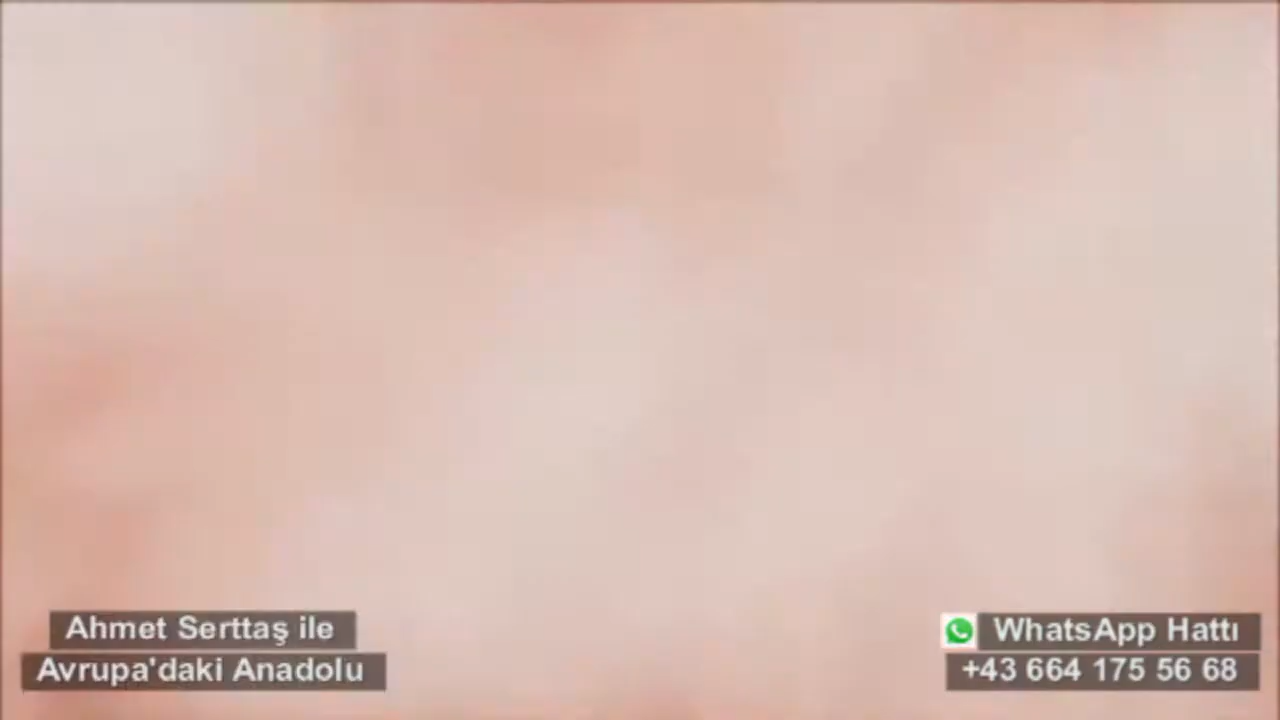 Ahmet Serttaş ile
Avrupa'daki Anadolu
WhatsApp Hattı
+43 664 175 56 68